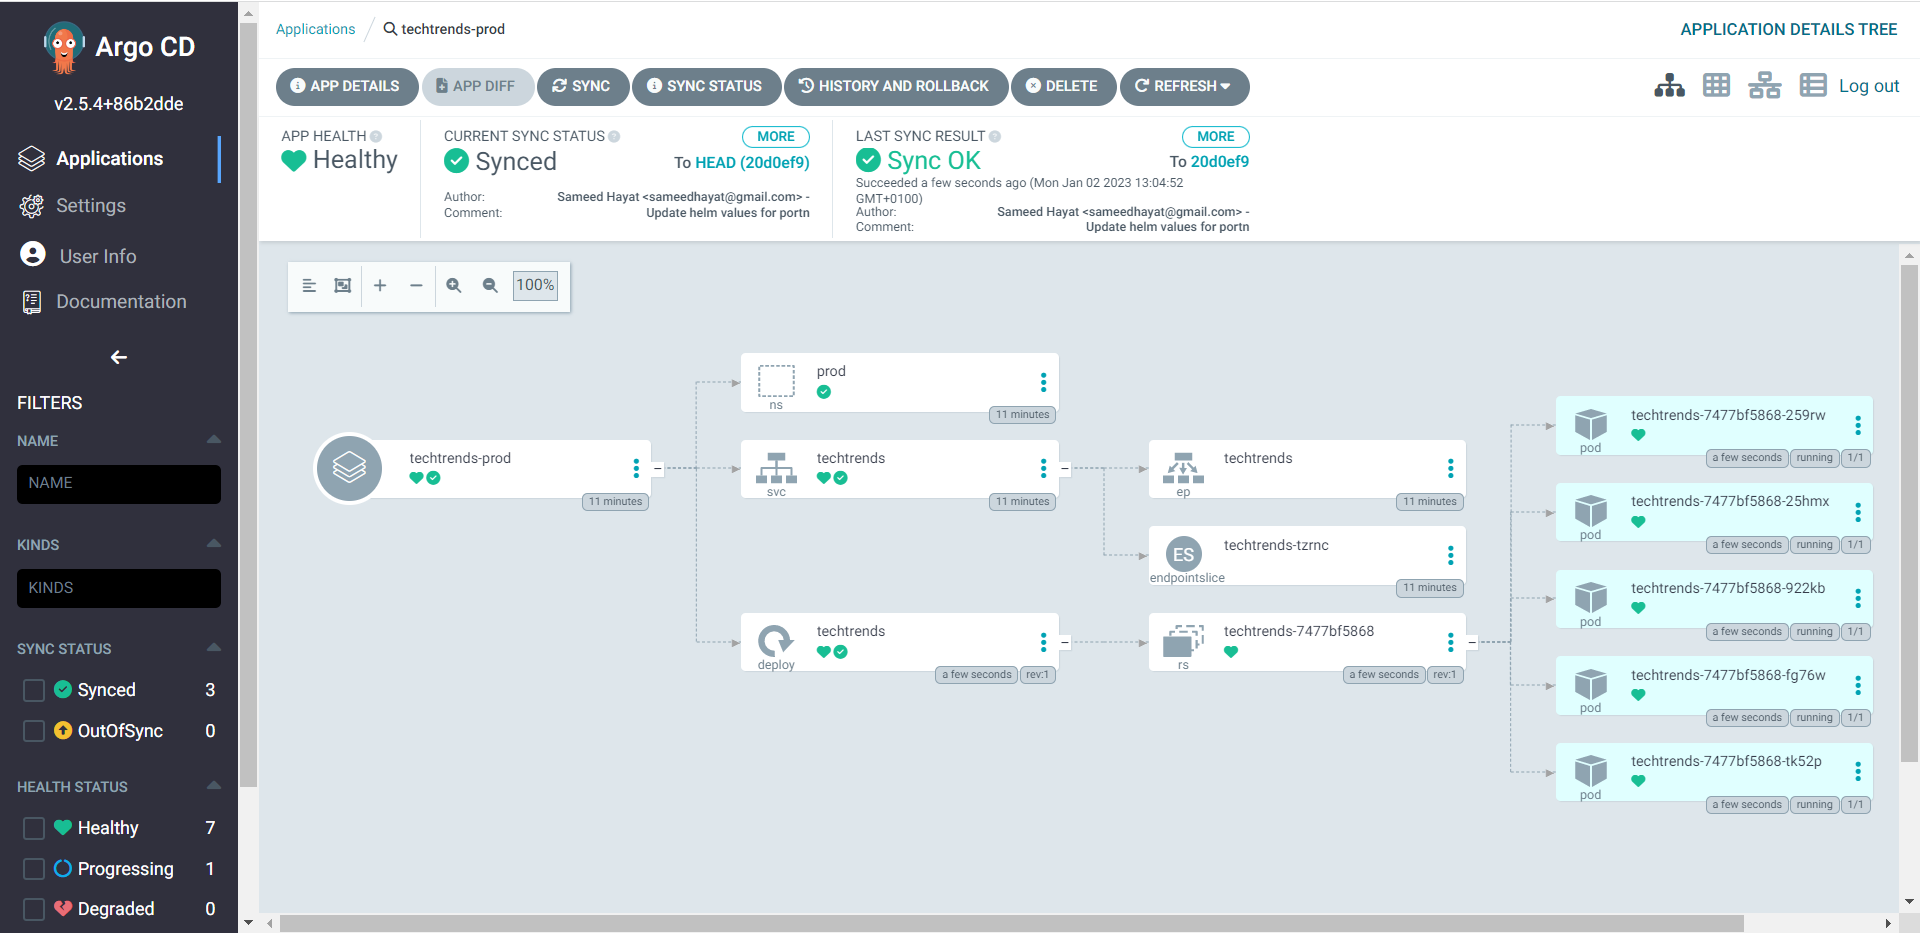 Argo CD
v2.5.4+86b2dde
Applications
Settings
User Info
Documentation
FILTERS
NAME
NAME
KINDS
KINDS
SYNC STATUS
Synced 3
OutOfSync 0
HEALTH STATUS
Healthy 7
Progressing 1
Degraded 0
Applications / techtrends-prod
APPLICATION DETAILS TREE
APP DETAILS APP DIFF SYNC SYNC STATUS HISTORY AND ROLLBACK DELETE REFRESH
Log out
APP HEALTH
Healthy
CURRENT SYNC STATUS MORE
Synced To HEAD (20d0ef9)
Author: Sameed Hayat <sameedhayat@gmail.com> -
Comment: Update helm values for portn
LAST SYNC RESULT MORE
Sync OK To 20d0ef9
Succeeded a few seconds ago (Mon Jan 02 2023 13:04:52
GMT+0100)
Author: Sameed Hayat <sameedhayat@gmail.com> -
Comment: Update helm values for portn
100%
techtrends-prod
11 minutes
prod
ns
11 minutes
techtrends
svc
11 minutes
techtrends
deploy
a few seconds rev:1
techtrends
ep
11 minutes
techtrends-tzrnc
ES
endpointslice
11 minutes
techtrends-7477bf5868
rs
a few seconds rev:1
techtrends-7477bf5868-259rw
pod
a few seconds running 1/1
techtrends-7477bf5868-25hmx
pod
a few seconds running 1/1
techtrends-7477bf5868-922kb
pod
a few seconds running 1/1
techtrends-7477bf5868-fg76w
pod
a few seconds running 1/1
techtrends-7477bf5868-tk52p
pod
a few seconds running 1/1